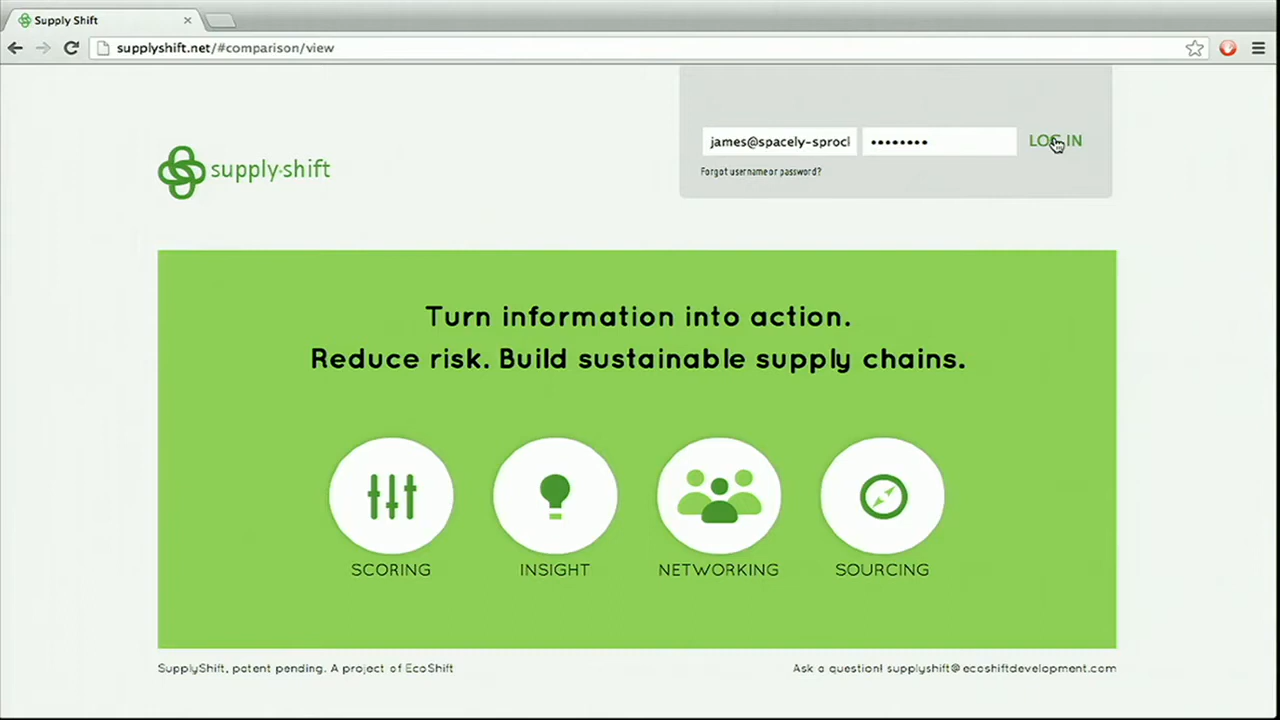 Supply Shift
supplyshift.net/#comparison/view
james@spacely-sprocl
LOG IN
Forgot username or password?
supply·shift
Turn information into action.
Reduce risk. Build sustainable supply chains.
SCORING
INSIGHT
NETWORKING
SOURCING
SupplyShift, patent pending. A project of EcoShift
Ask a question! supplyshift@ecoshiftdevelopment.com